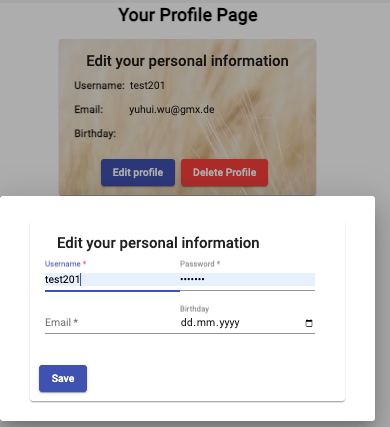 Your Profile Page
Edit your personal information
Username: test201
Email: yuhui.wu@gmx.de
Birthday:
Edit profile Delete Profile
Edit your personal information
Username * Password *
test201 •••••••
Birthday
Email * dd.mm.yyyy
Save